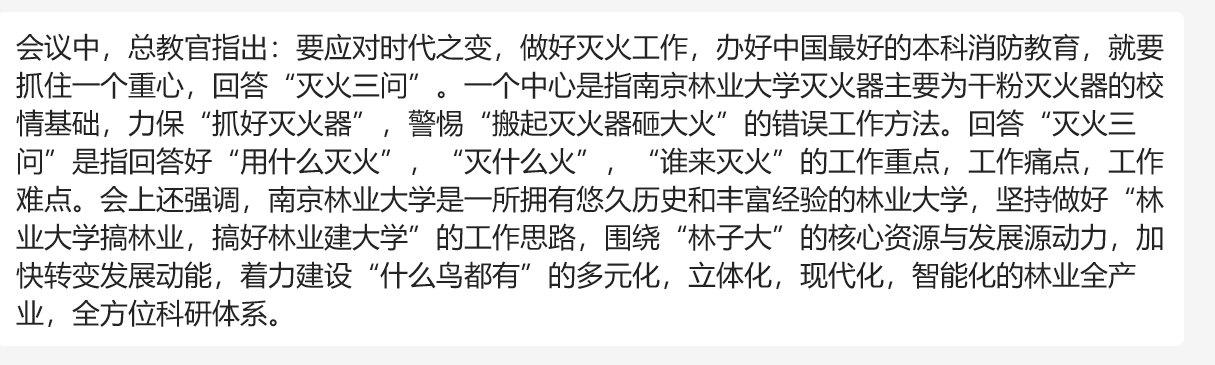 会议中，总教官指出：要应对时代之变，做好灭火工作，办好中国最好的本科消防教育，就要
抓住一个重心，回答“灭火三问”。一个中心是指南京林业大学灭火器主要为干粉灭火器的校
情基础，力保“抓好灭火器”，警惕“搬起灭火器砸大火”的错误工作方法。回答“灭火三
问”是指回答好“用什么灭火”，“灭什么火”，“谁来灭火”的工作重点，工作痛点，工作
难点。会上还强调，南京林业大学是一所拥有悠久历史和丰富经验的林业大学，坚持做好“林
业大学搞林业，搞好林业建大学”的工作思路，围绕“林子大”的核心资源与发展源动力，加
快转变发展动能，着力建设“什么鸟都有”的多元化，立体化，现代化，智能化的林业全产
业，全方位科研体系。